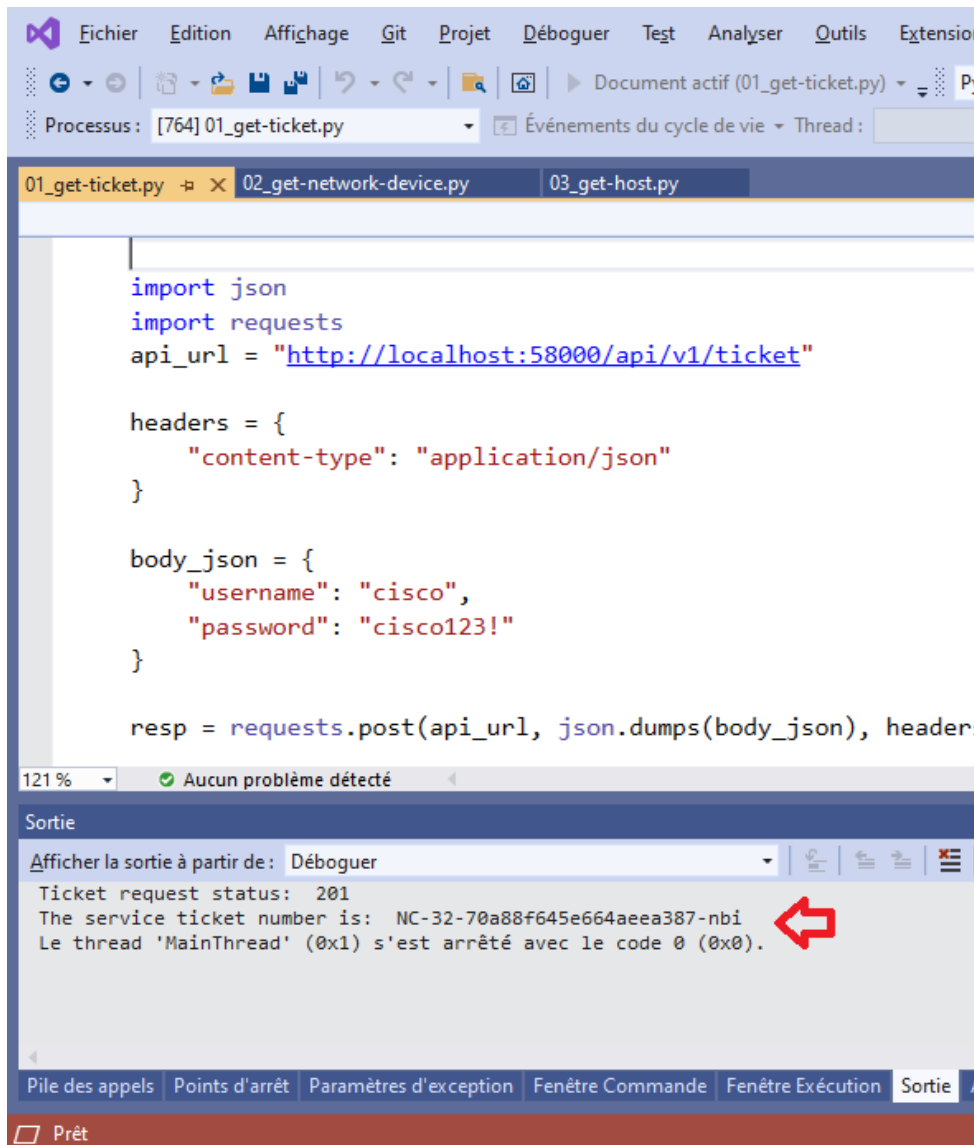 Fichier Edition Affichage Git Projet Déboguer Test Analyser Outils Extension
Document actif (01_get-ticket.py)
Processus : [764] 01_get-ticket.py Événements du cycle de vie Thread :
01_get-ticket.py 02_get-network-device.py 03_get-host.py
import json
import requests
api_url = "http://localhost:58000/api/v1/ticket"
headers = {
"content-type": "application/json"
}
body_json = {
"username": "cisco",
"password": "cisco123!"
}
resp = requests.post(api_url, json.dumps(body_json), header
121 % Aucun problème détecté
Sortie
Afficher la sortie à partir de : Déboguer
Ticket request status: 201
The service ticket number is: NC-32-70a88f645e664aeea387-nbi
Le thread 'MainThread' (0x1) s'est arrêté avec le code 0 (0x0).
Pile des appels Points d'arrêt Paramètres d'exception Fenêtre Commande Fenêtre Exécution Sortie
Prêt